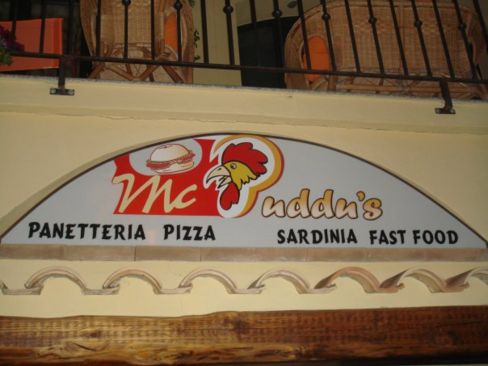 Mc Puddu's
PANETTERIA PIZZA SARDINIA FAST FOOD